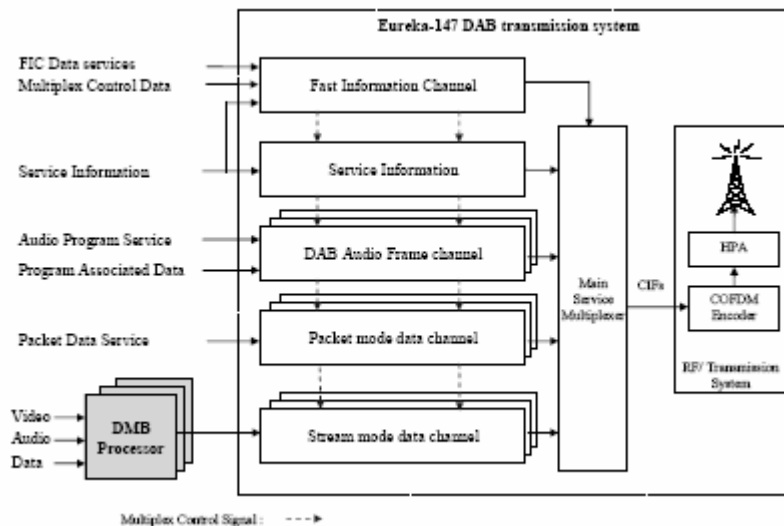 Eureka-147 DAB transmission system
FIC Data services
Multiplex Control Data
Fast Information Channel
Service Information
Service Information
Audio Program Service
Program Associated Data
DAB Audio Frame channel
Packet Data Service
Packet mode data channel
Video
Audio
Data
DMB
Processor
Stream mode data channel
Main
Service
Multiplexer
CIFs
HPA
COFDM
Encoder
RF/ Transmission
System
Multiplex Control Signal :